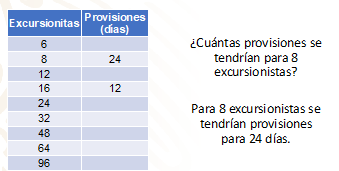 Excursionitas Provisiones (días)
6
8 24
12
16 12
24
32
48
64
96
¿Cuántas provisiones se
tendrían para 8
excursionistas?
Para 8 excursionistas se
tendrían provisiones
para 24 días.